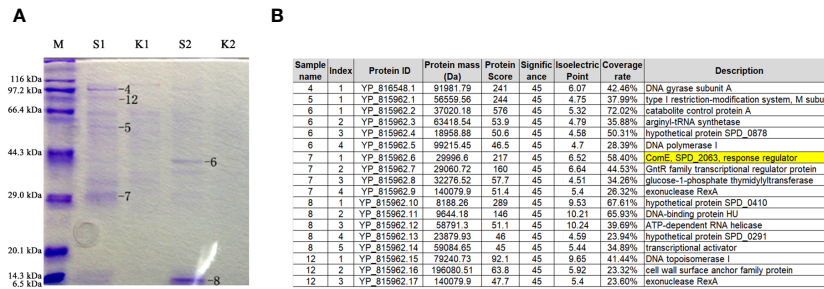 A
B
M S1 K1 S2 K2
116 kDa
97.2 kDa
66.4 kDa
44.3 kDa
29.0 kDa
20.1 kDa
14.3 kDa
6.5 kDa
-4
-12
-5
-6
-7
-8
Sample name Index Protein ID Protein mass (Da) Protein Score Signific ance Isoelectric Point Coverage rate Description
4 1 YP_816548.1 91981.79 241 45 6.07 42.46% DNA gyrase subunit A
5 1 YP_815962.1 56559.56 244 45 4.75 37.99% type I restriction-modification system, M subu
6 1 YP_815962.2 37020.18 576 45 5.32 72.02% catabolite control protein A
6 2 YP_815962.3 63418.54 53.9 45 4.79 35.88% arginyl-tRNA synthetase
6 3 YP_815962.4 18958.88 50.6 45 4.58 50.31% hypothetical protein SPD_0878
6 4 YP_815962.5 99215.45 46.5 45 4.7 28.39% DNA polymerase I
7 1 YP_815962.6 29996.6 217 45 6.52 58.40% ComE, SPD_2063, response regulator
7 2 YP_815962.7 29060.72 160 45 6.64 44.53% GntR family transcriptional regulator protein
7 3 YP_815962.8 32276.52 57.7 45 4.51 34.26% glucose-1-phosphate thymidylyltransferase
7 4 YP_815962.9 140079.9 51.4 45 5.4 26.32% exonuclease RexA
8 1 YP_815962.10 8188.26 289 45 9.53 67.61% hypothetical protein SPD_0410
8 2 YP_815962.11 9644.18 146 45 10.21 65.93% DNA-binding protein HU
8 3 YP_815962.12 58791.3 51.1 45 10.24 39.69% ATP-dependent RNA helicase
8 4 YP_815962.13 23879.93 46 45 4.59 23.94% hypothetical protein SPD_0291
8 5 YP_815962.14 59084.65 45 45 5.44 34.89% transcriptional activator
12 1 YP_815962.15 79240.73 92.1 45 9.65 41.44% DNA topoisomerase I
12 2 YP_815962.16 196080.51 63.8 45 5.92 23.32% cell wall surface anchor family protein
12 3 YP_815962.17 140079.9 47.7 45 5.4 23.60% exonuclease RexA